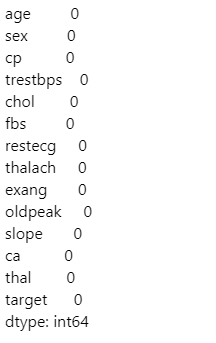 age 0
sex 0
cp 0
trestbps 0
chol 0
fbs 0
restecg 0
thalach 0
exang 0
oldpeak 0
slope 0
ca 0
thal 0
target 0
dtype: int64